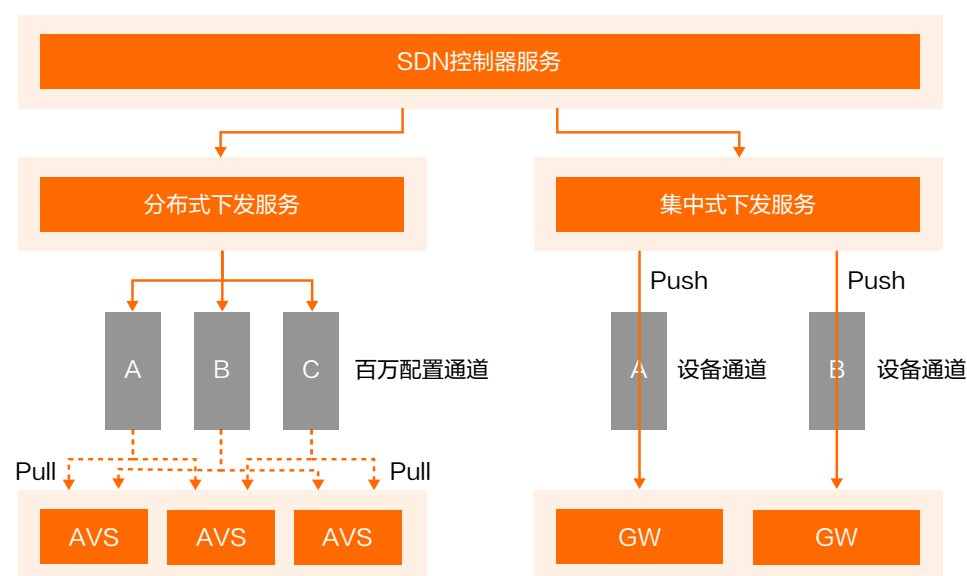 SDN控制器服务
分布式下发服务
集中式下发服务
Push
Push
A
B
C
百万配置通道
A
设备通道
B
设备通道
Pull
Pull
AVS
AVS
AVS
GW
GW